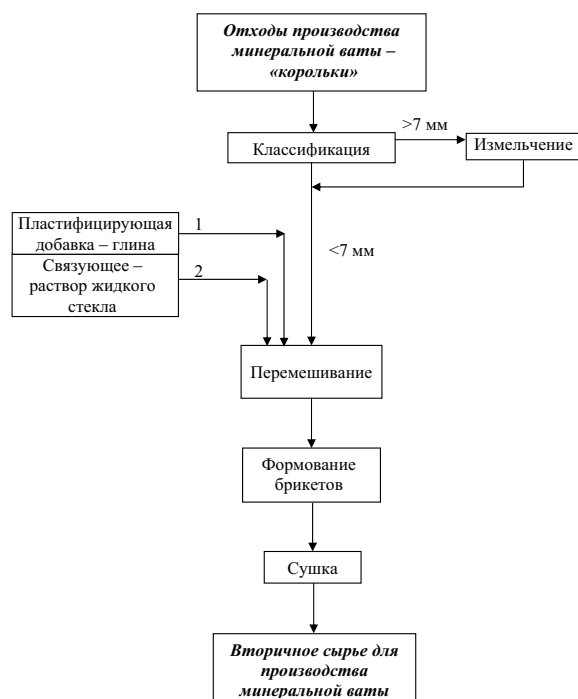 Отходы производства
минеральной ваты –
«корольки»
>7 мм
Классификация
Измельчение
Пластифицирующая
добавка – глина
1
<7 мм
Связующее –
раствор жидкого
стекла
2
Перемешивание
Формование
брикетов
Сушка
Вторичное сырье для
производства
минеральной ваты